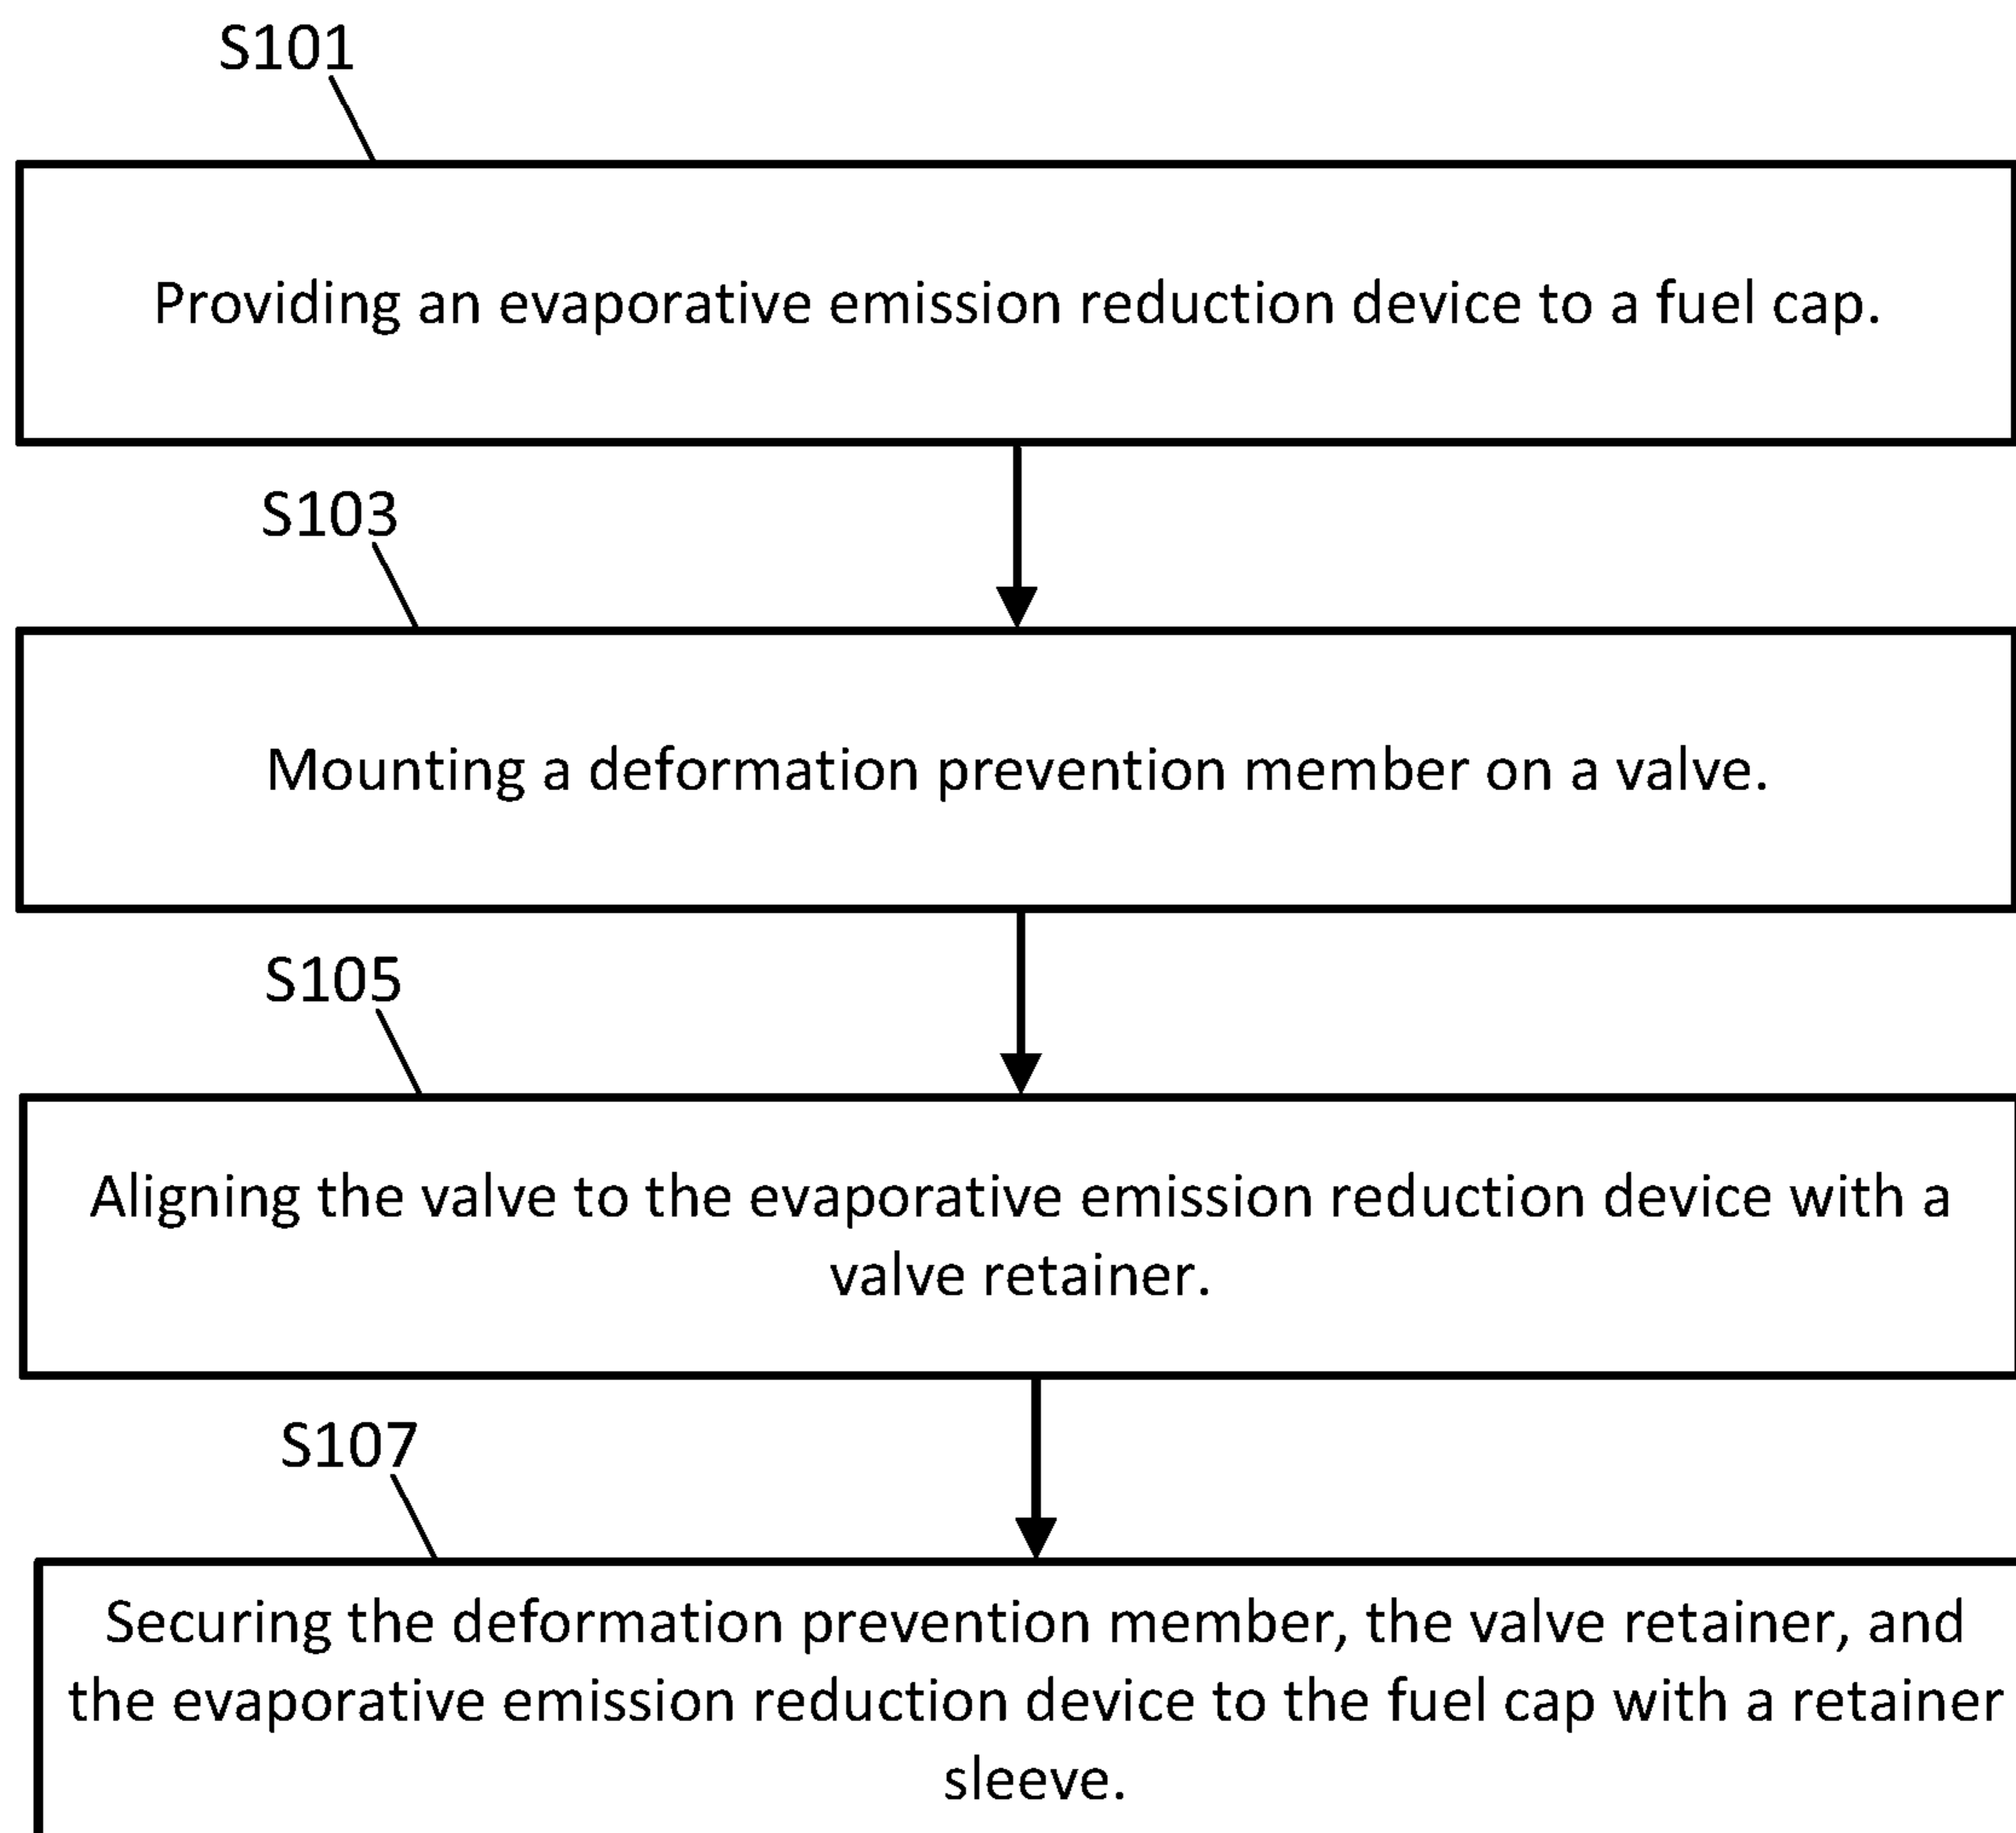 S101
Providing an evaporative emission reduction device to a fuel cap.
S103
Mounting a deformation prevention member on a valve.
S105
Aligning the valve to the evaporative emission reduction device with a
valve retainer.
S107
Securing the deformation prevention member, the valve retainer, and
the evaporative emission reduction device to the fuel cap with a retainer
sleeve.